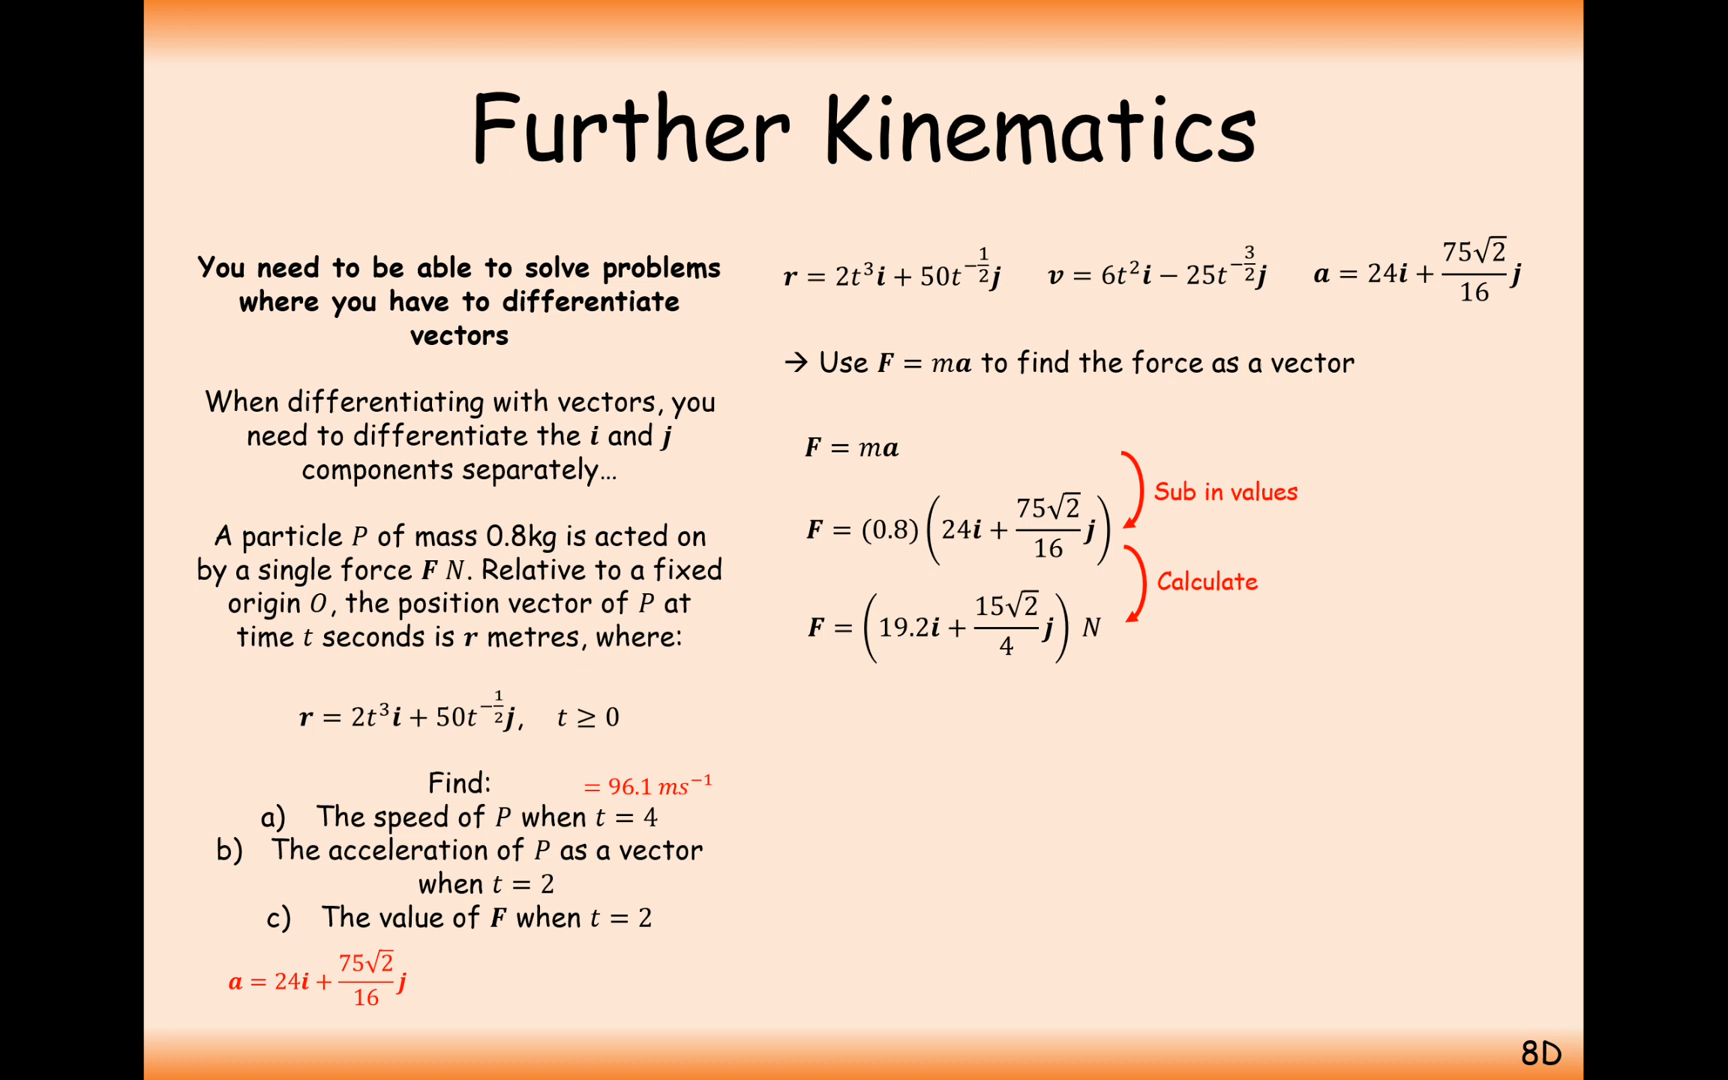 Further Kinematics
You need to be able to solve problems
where you have to differentiate
vectors
When differentiating with vectors, you
need to differentiate the i and j
components separately…
A particle P of mass 0.8kg is acted on
by a single force F N. Relative to a fixed
origin O, the position vector of P at
time t seconds is r metres, where:
r = 2t³i + 50t^(-1/2)j,    t ≥ 0
Find:
= 96.1 ms⁻¹
a) The speed of P when t = 4
b) The acceleration of P as a vector
when t = 2
c) The value of F when t = 2
a = 24i + 75√2/16 j
r = 2t³i + 50t^(-1/2)j    v = 6t²i − 25t^(-3/2)j    a = 24i + 75√2/16 j
→ Use F = ma to find the force as a vector
F = ma
Sub in values
F = (0.8)(24i + 75√2/16 j)
Calculate
F = (19.2i + 15√2/4 j) N
8D